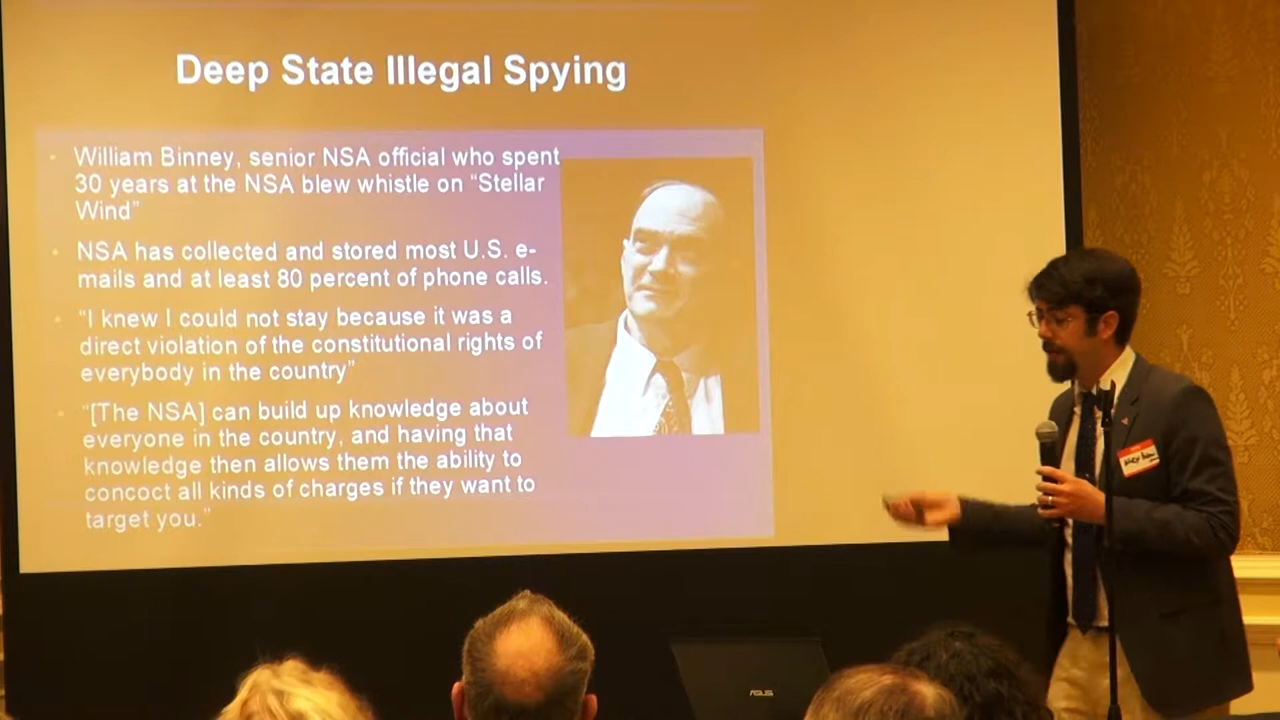 Deep State Illegal Spying
William Binney, senior NSA official who spent
30 years at the NSA blew whistle on “Stellar
Wind”
NSA has collected and stored most U.S. e-
mails and at least 80 percent of phone calls.
“I knew I could not stay because it was a
direct violation of the constitutional rights of
everybody in the country”
“[The NSA] can build up knowledge about
everyone in the country, and having that
knowledge then allows them the ability to
concoct all kinds of charges if they want to
target you.”
ASUS